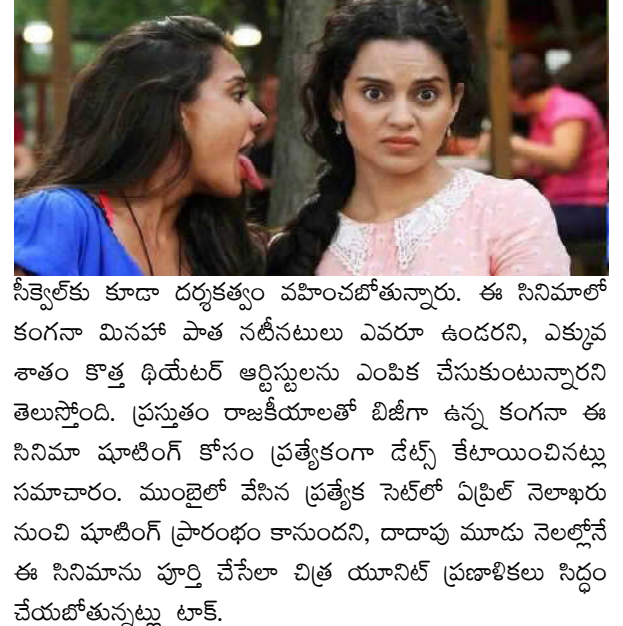 సీక్వెల్‌కు కూడా దర్శకత్వం వహించబోతున్నారు. ఈ సినిమాలో
కంగనా మినహా పాత నటీనటులు ఎవరూ ఉండరని, ఎక్కువ
శాతం కొత్త థియేటర్ ఆర్టిస్టులను ఎంపిక చేసుకుంటున్నారని
తెలుస్తోంది. ప్రస్తుతం రాజకీయాలతో బిజీగా ఉన్న కంగనా ఈ
సినిమా షూటింగ్ కోసం ప్రత్యేకంగా డేట్స్ కేటాయించినట్లు
సమాచారం. ముంబైలో వేసిన ప్రత్యేక సెట్‌లో ఏప్రిల్ నెలాఖరు
నుంచి షూటింగ్ ప్రారంభం కానుందని, దాదాపు మూడు నెలల్లోనే
ఈ సినిమాను పూర్తి చేసేలా చిత్ర యూనిట్ ప్రణాళికలు సిద్ధం
చేయబోతున్నట్లు టాక్.